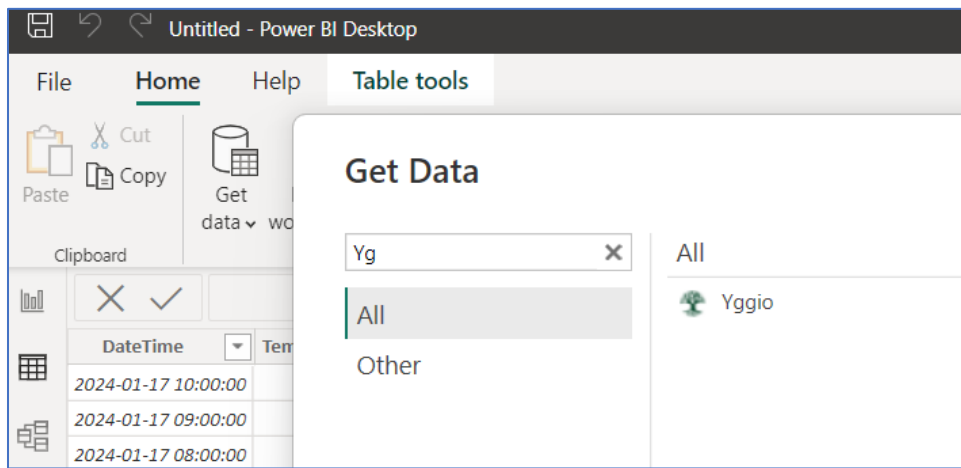 Untitled - Power BI Desktop
File Home Help Table tools
Paste
Cut
Copy
Get
data
Clipboard
Get Data
Yg
All
Other
All
Yggio
DateTime
2024-01-17 10:00:00
2024-01-17 09:00:00
2024-01-17 08:00:00